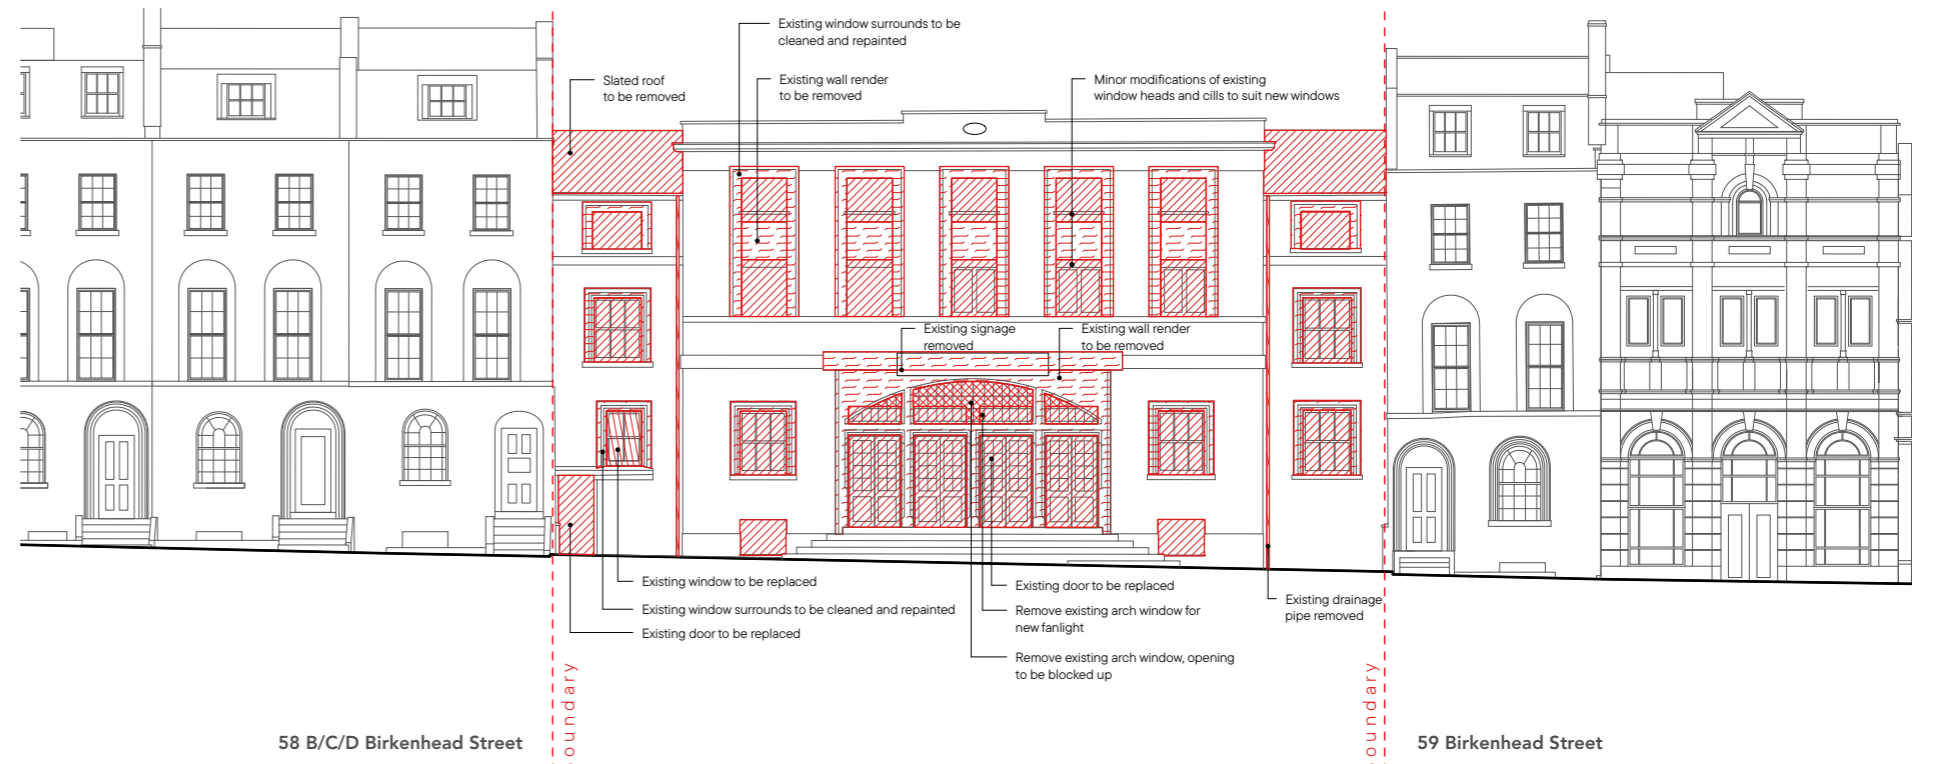 Existing window surrounds to be
cleaned and repainted
Slated roof
to be removed
Existing wall render
to be removed
Minor modifications of existing
window heads and cills to suit new windows
Existing signage
removed
Existing wall render
to be removed
Existing window to be replaced
Existing window surrounds to be cleaned and repainted
Existing door to be replaced
Existing door to be replaced
Remove existing arch window for
new fanlight
Remove existing arch window, opening
to be blocked up
Existing drainage
pipe removed
oundary
oundary
58 B/C/D Birkenhead Street
59 Birkenhead Street